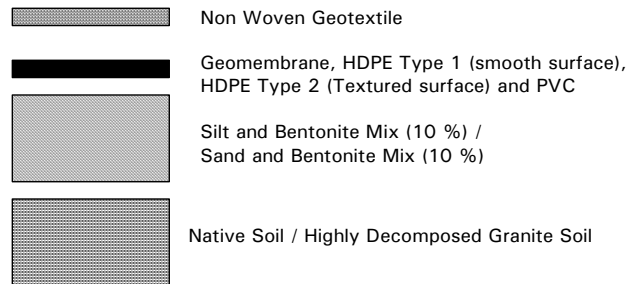 Non Woven Geotextile
Geomembrane, HDPE Type 1 (smooth surface),
HDPE Type 2 (Textured surface) and PVC
Silt and Bentonite Mix (10 %) /
Sand and Bentonite Mix (10 %)
Native Soil / Highly Decomposed Granite Soil